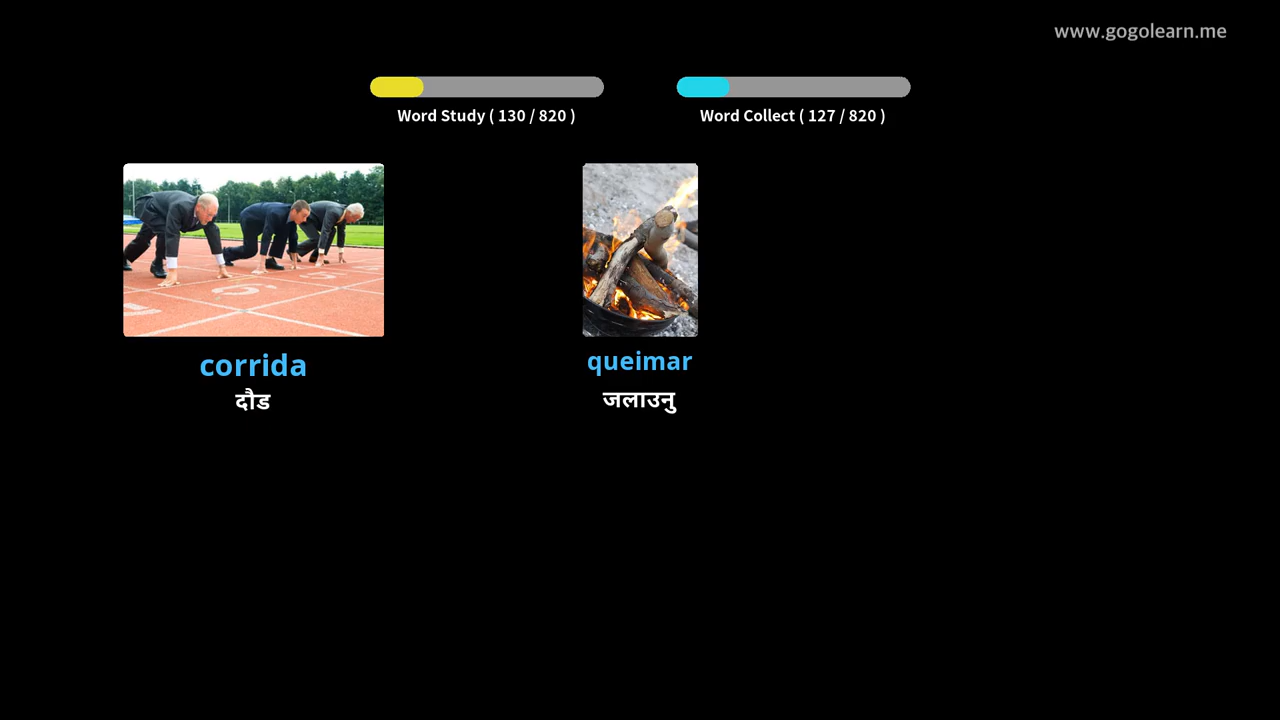 www.gogolearn.me
Word Study ( 130 / 820 )
Word Collect ( 127 / 820 )
corrida
दौड
queimar
जलाउनु